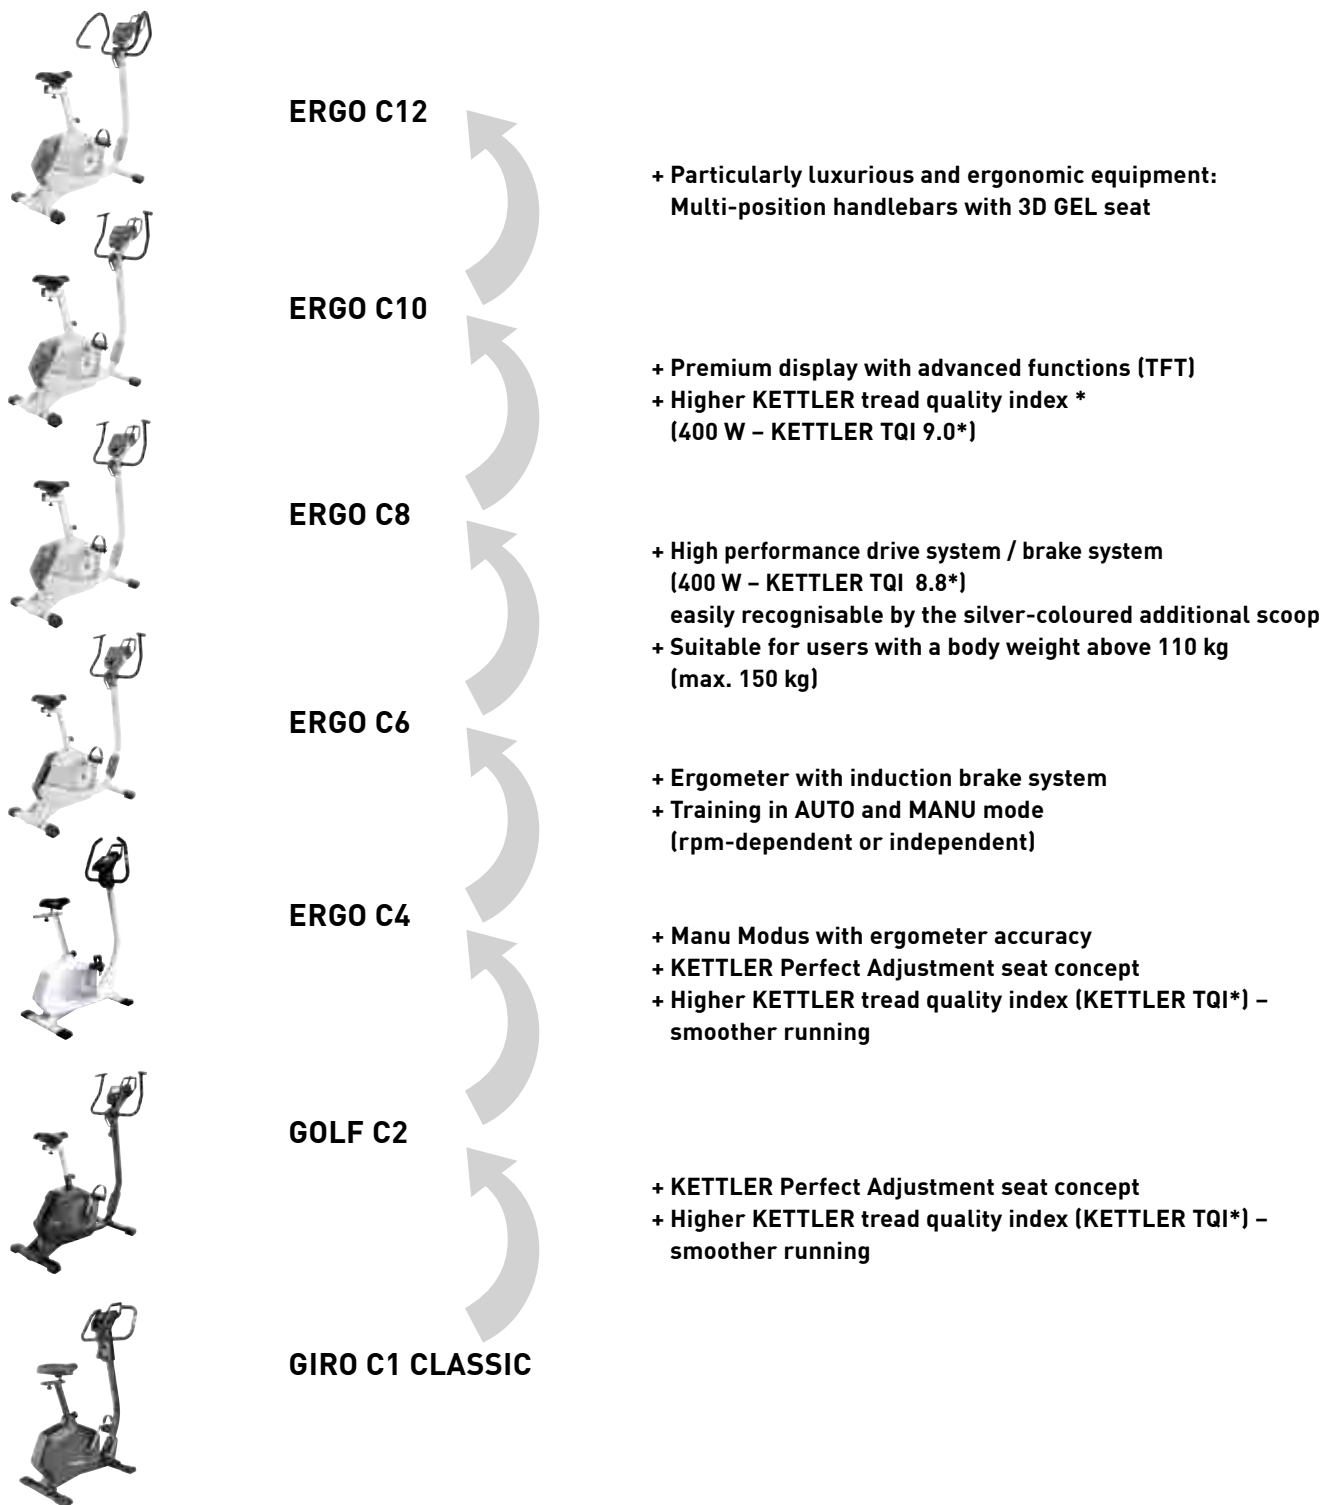 ERGO C12
+ Particularly luxurious and ergonomic equipment:
Multi-position handlebars with 3D GEL seat
ERGO C10
+ Premium display with advanced functions (TFT)
+ Higher KETTLER tread quality index *
(400 W – KETTLER TQI 9.0*)
ERGO C8
+ High performance drive system / brake system
(400 W – KETTLER TQI  8.8*)
easily recognisable by the silver-coloured additional scoop
+ Suitable for users with a body weight above 110 kg
(max. 150 kg)
ERGO C6
+ Ergometer with induction brake system
+ Training in AUTO and MANU mode
(rpm-dependent or independent)
ERGO C4
+ Manu Modus with ergometer accuracy
+ KETTLER Perfect Adjustment seat concept
+ Higher KETTLER tread quality index (KETTLER TQI*) –
smoother running
GOLF C2
+ KETTLER Perfect Adjustment seat concept
+ Higher KETTLER tread quality index (KETTLER TQI*) –
smoother running
GIRO C1 CLASSIC